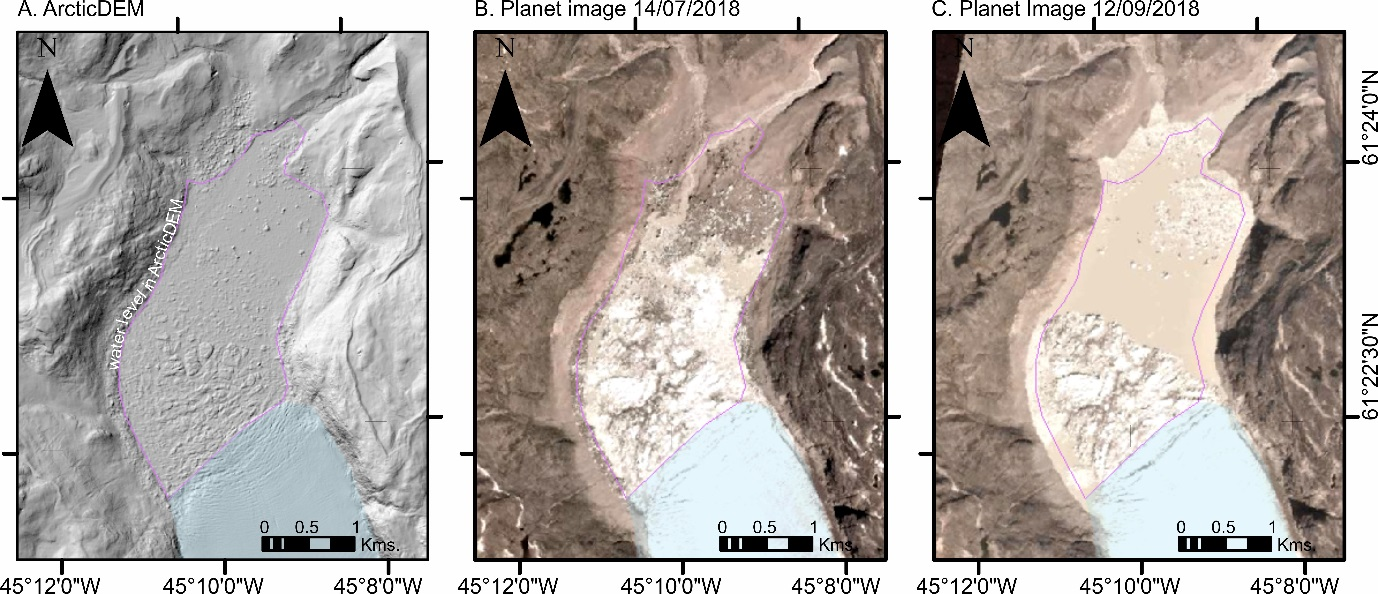 A. ArcticDEM
B. Planet image 14/07/2018
C. Planet Image 12/09/2018
N
N
N
61°24'0"N
water level in ArcticDEM
61°22'30"N
0 0.5 1
Kms.
0 0.5 1
Kms.
0 0.5 1
Kms.
45°12'0"W 45°10'0"W 45°8'0"W
45°12'0"W 45°10'0"W 45°8'0"W
45°12'0"W 45°10'0"W 45°8'0"W